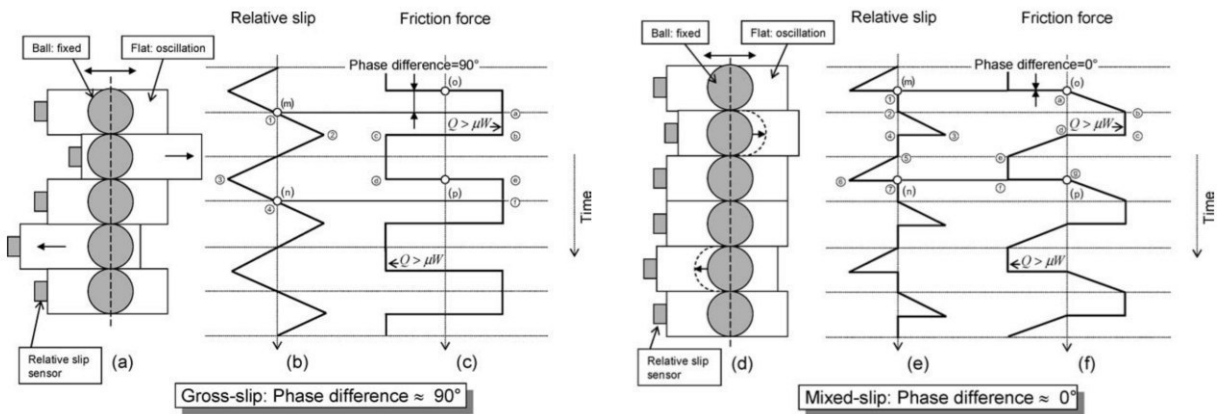 Relative slip
Friction force
Ball: fixed
Flat: oscillation
Phase difference=90°
(m)
(o)
①
ⓐ
Q > μW
②
ⓒ
ⓑ
③
ⓓ
ⓔ
(n)
(p)
④
ⓕ
Q > μW
Time
Relative slip sensor
(a)
(b)
(c)
Gross-slip: Phase difference ≈ 90°
Relative slip
Friction force
Ball: fixed
Flat: oscillation
Phase difference=0°
(m)
(o)
①
ⓐ
②
ⓑ
Q > μW
④
③
ⓓ
ⓒ
⑤
ⓔ
⑥
⑦
(n)
ⓕ
ⓖ
(p)
Q > μW
Time
Relative slip
sensor
(d)
(e)
(f)
Mixed-slip: Phase difference ≈ 0°